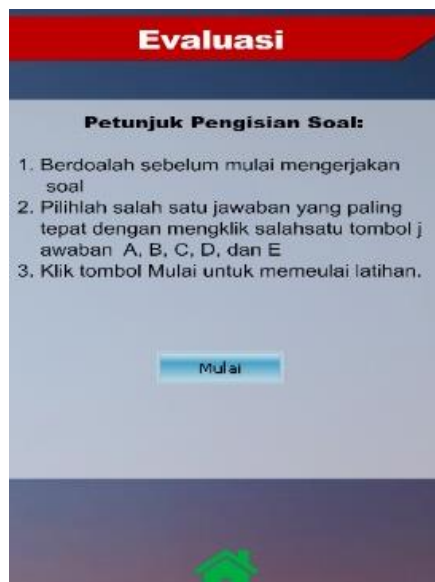 Evaluasi
Petunjuk Pengisian Soal:
1. Berdoalah sebelum mulai mengerjakan
soal
2. Pilihlah salah satu jawaban yang paling
tepat dengan mengklik salahsatu tombol j
awaban A, B, C, D, dan E
3. Klik tombol Mulai untuk memeulai latihan.
Mulai